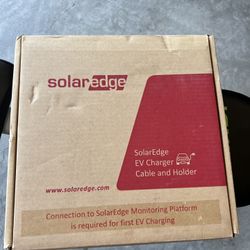 solaredge
SolarEdge
EV Charger
Cable and Holder
www.solaredge.com
Connection to SolarEdge Monitoring Platform
is required for first EV Charging